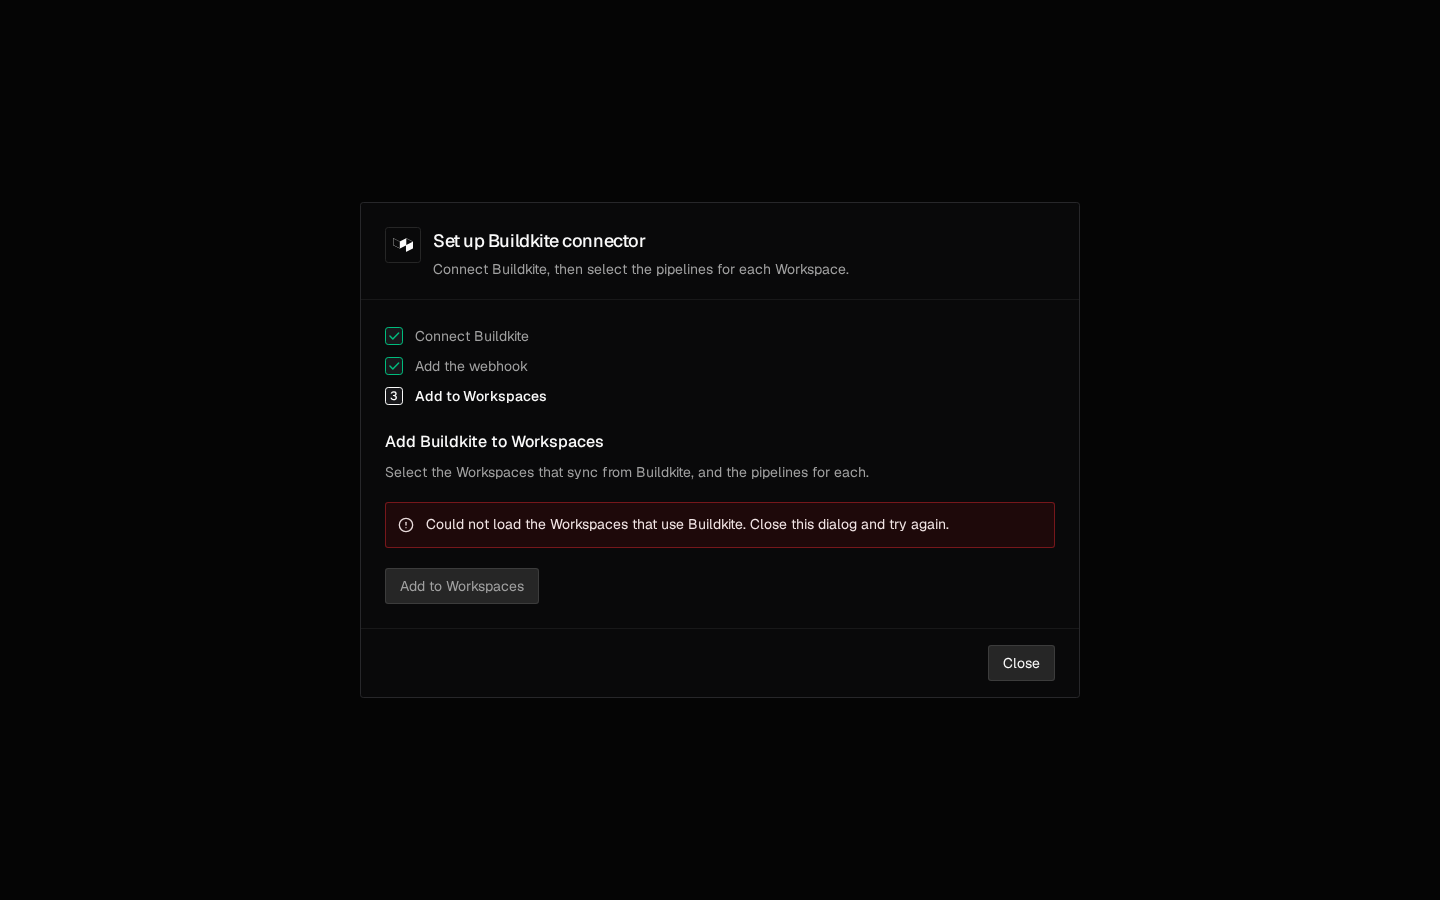 Set up Buildkite connector
Connect Buildkite, then select the pipelines for each Workspace.
Connect Buildkite
Add the webhook
3 Add to Workspaces
Add Buildkite to Workspaces
Select the Workspaces that sync from Buildkite, and the pipelines for each.
Could not load the Workspaces that use Buildkite. Close this dialog and try again.
Add to Workspaces
Close